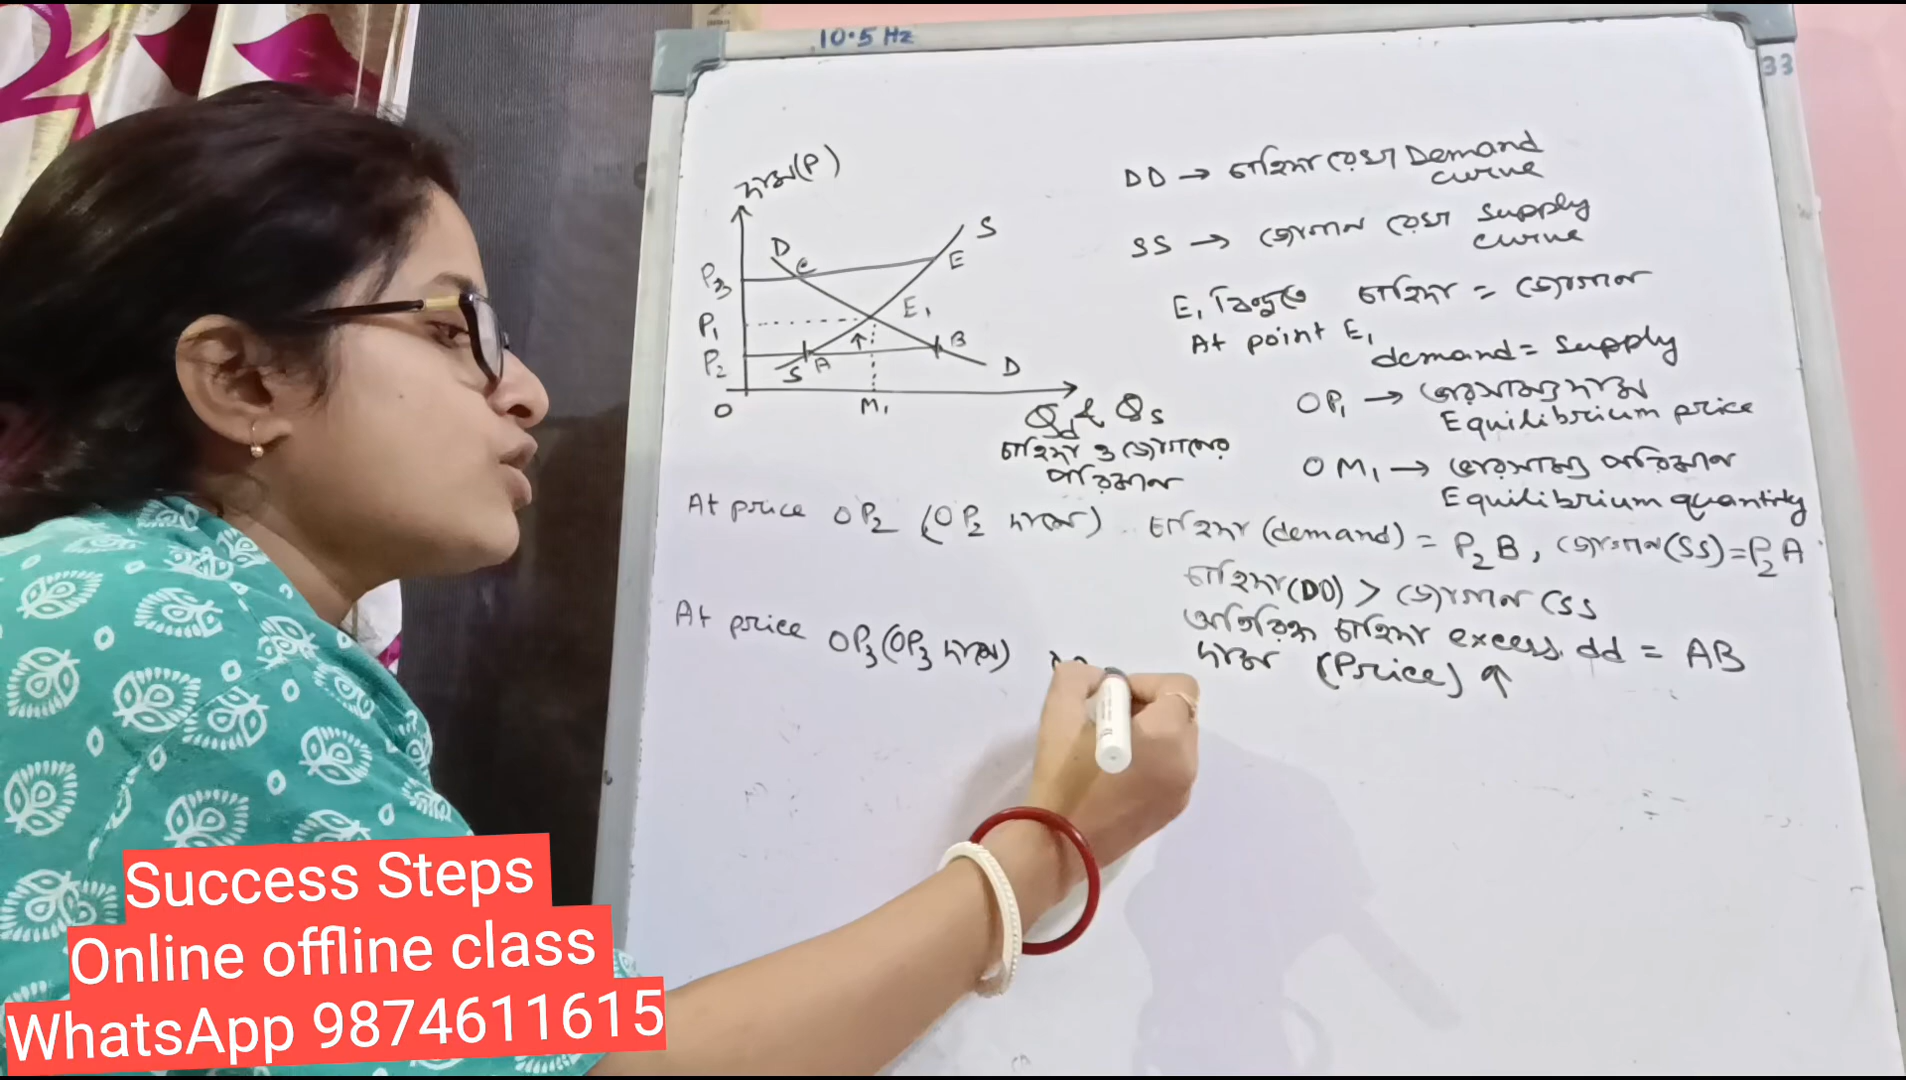 10.5 Hz
33
দাম(P)
DD → চাহিদা রেখা Demand
curve
SS → যোগান রেখা Supply
curve
E₁ বিন্দুতে চাহিদা = যোগান
At point E₁
demand = supply
OP₁ → ভারসাম্য দাম
Equilibrium price
OM₁ → ভারসাম্য পরিমান
Equilibrium quantity
D
C
S
E
P₃
E₁
P₁
B
P₂
S
A
D
O
M₁
Qd & Qs
চাহিদা ও যোগানের
পরিমান
At price OP₂ (OP₂ দামে) চাহিদা (demand) = P₂B, যোগান (SS) = P₂A
চাহিদা (DD) > যোগান (SS
অতিরিক্ত চাহিদা excess dd = AB
দাম (Price) ↑
At price OP₃ (OP₃ দামে)
Success Steps
Online offline class
WhatsApp 9874611615